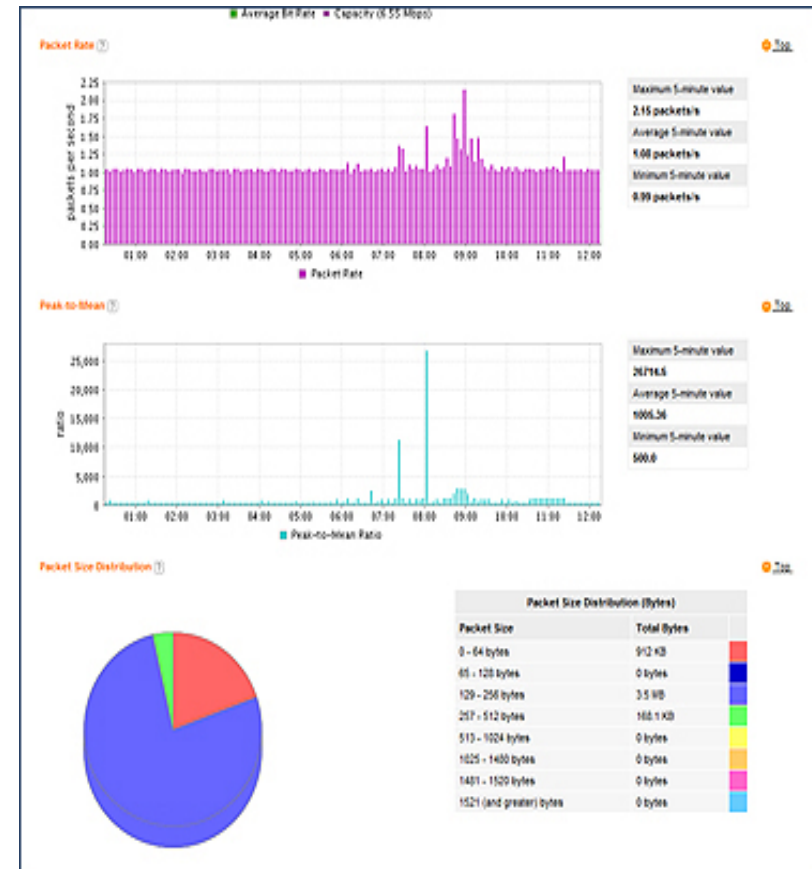 Average Bit Rate Capacity (6.55 Mbps)
Packet Rate [?]
Top
packets per second
2.25
2.00
1.75
1.50
1.25
1.00
0.75
0.50
0.25
0.00
01:00 02:00 03:00 04:00 05:00 06:00 07:00 08:00 09:00 10:00 11:00 12:00
Packet Rate
Maximum 5-minute value
2.15 packets/s
Average 5-minute value
1.08 packets/s
Minimum 5-minute value
0.99 packets/s
Peak-to-Mean [?]
Top
ratio
25,000
20,000
15,000
10,000
5,000
0
01:00 02:00 03:00 04:00 05:00 06:00 07:00 08:00 09:00 10:00 11:00 12:00
Peak-to-Mean Ratio
Maximum 5-minute value
26714.5
Average 5-minute value
1005.36
Minimum 5-minute value
500.0
Packet Size Distribution [?]
Top
Packet Size Distribution (Bytes)
Packet Size Total Bytes
0 - 64 bytes 912 KB
65 - 128 bytes 0 bytes
129 - 256 bytes 3.5 MB
257 - 512 bytes 168.1 KB
513 - 1024 bytes 0 bytes
1025 - 1480 bytes 0 bytes
1481 - 1520 bytes 0 bytes
1521 (and greater) bytes 0 bytes